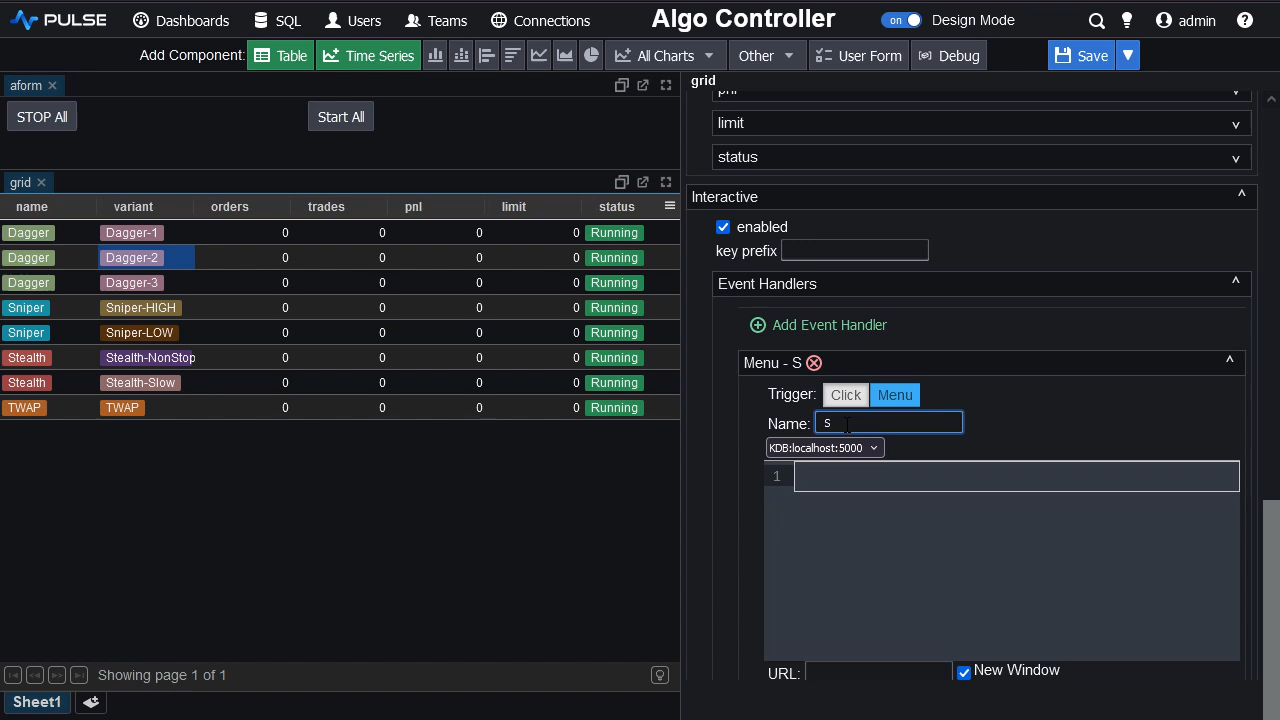 PULSE Dashboards SQL Users Teams Connections Algo Controller on Design Mode admin ?
Add Component: Table Time Series All Charts Other User Form Debug Save
aform
STOP All Start All
grid
name variant orders trades pnl limit status
Dagger Dagger-1 0 0 0 0 Running
Dagger Dagger-2 0 0 0 0 Running
Dagger Dagger-3 0 0 0 0 Running
Sniper Sniper-HIGH 0 0 0 0 Running
Sniper Sniper-LOW 0 0 0 0 Running
Stealth Stealth-NonStop 0 0 0 0 Running
Stealth Stealth-Slow 0 0 0 0 Running
TWAP TWAP 0 0 0 0 Running
Showing page 1 of 1
Sheet1
grid
pnl
limit
status
Interactive
enabled
key prefix
Event Handlers
Add Event Handler
Menu - S
Trigger: Click Menu
Name: S
KDB:localhost:5000
1
URL: New Window